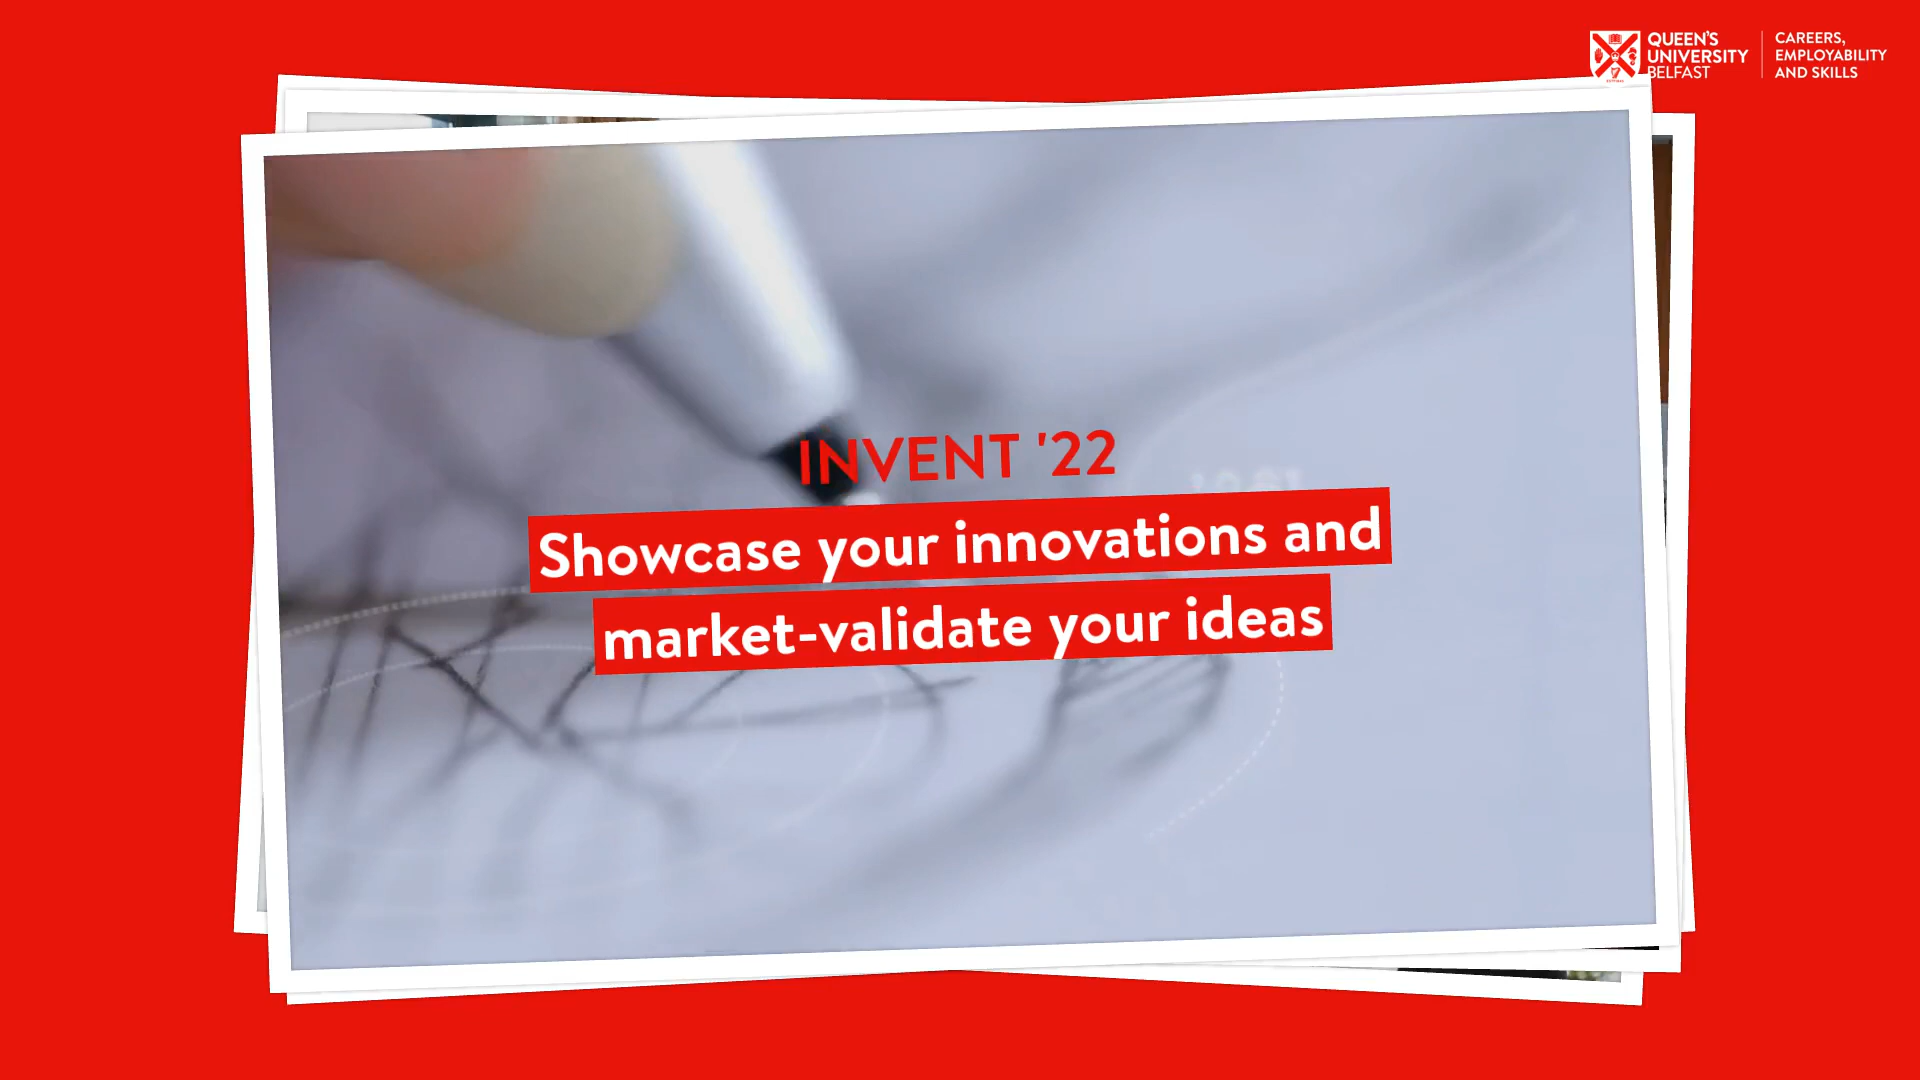 QUEEN'S
UNIVERSITY
BELFAST
CAREERS,
EMPLOYABILITY
AND SKILLS
INVENT '22
Showcase your innovations and
market-validate your ideas